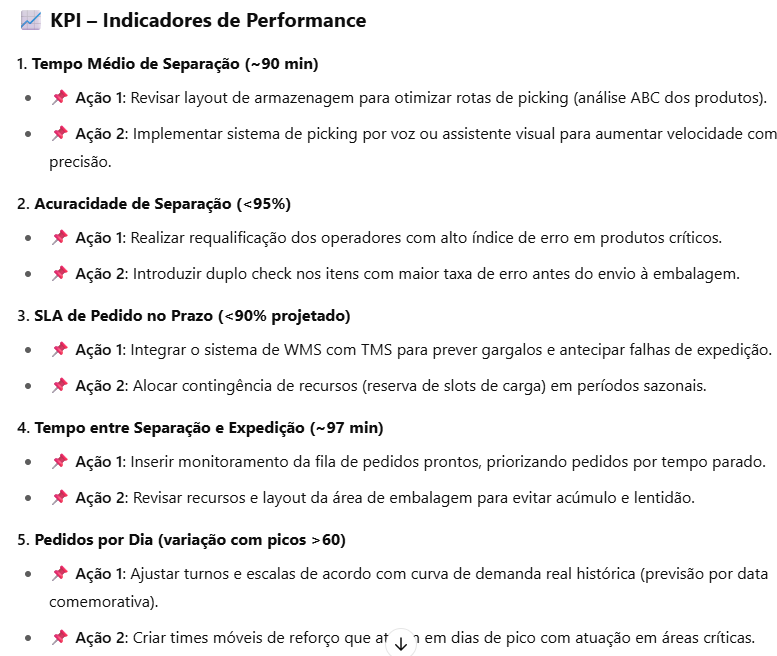 KPI – Indicadores de Performance
1. Tempo Médio de Separação (~90 min)
Ação 1: Revisar layout de armazenagem para otimizar rotas de picking (análise ABC dos produtos).
Ação 2: Implementar sistema de picking por voz ou assistente visual para aumentar velocidade com
precisão.
2. Acuracidade de Separação (<95%)
Ação 1: Realizar requalificação dos operadores com alto índice de erro em produtos críticos.
Ação 2: Introduzir duplo check nos itens com maior taxa de erro antes do envio à embalagem.
3. SLA de Pedido no Prazo (<90% projetado)
Ação 1: Integrar o sistema de WMS com TMS para prever gargalos e antecipar falhas de expedição.
Ação 2: Alocar contingência de recursos (reserva de slots de carga) em períodos sazonais.
4. Tempo entre Separação e Expedição (~97 min)
Ação 1: Inserir monitoramento da fila de pedidos prontos, priorizando pedidos por tempo parado.
Ação 2: Revisar recursos e layout da área de embalagem para evitar acúmulo e lentidão.
5. Pedidos por Dia (variação com picos >60)
Ação 1: Ajustar turnos e escalas de acordo com curva de demanda real histórica (previsão por data
comemorativa).
Ação 2: Criar times móveis de reforço que em dias de pico com atuação em áreas críticas.